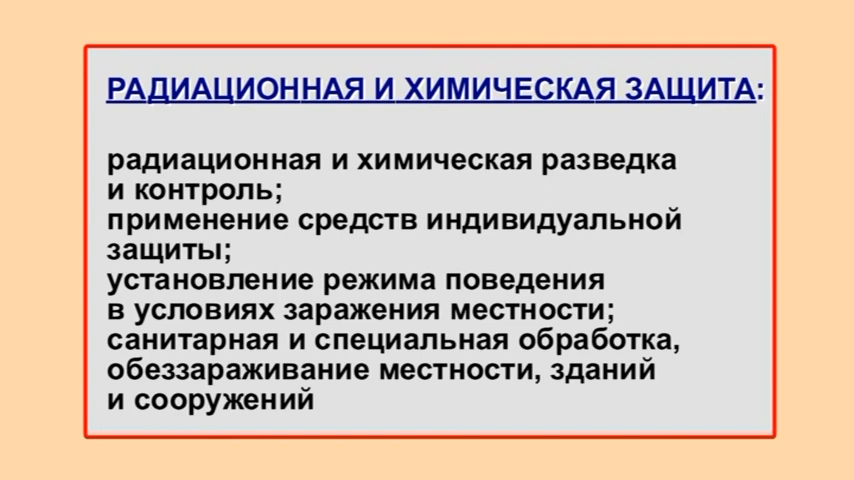 РАДИАЦИОННАЯ И ХИМИЧЕСКАЯ ЗАЩИТА:
радиационная и химическая разведка
и контроль;
применение средств индивидуальной
защиты;
установление режима поведения
в условиях заражения местности;
санитарная и специальная обработка,
обеззараживание местности, зданий
и сооружений